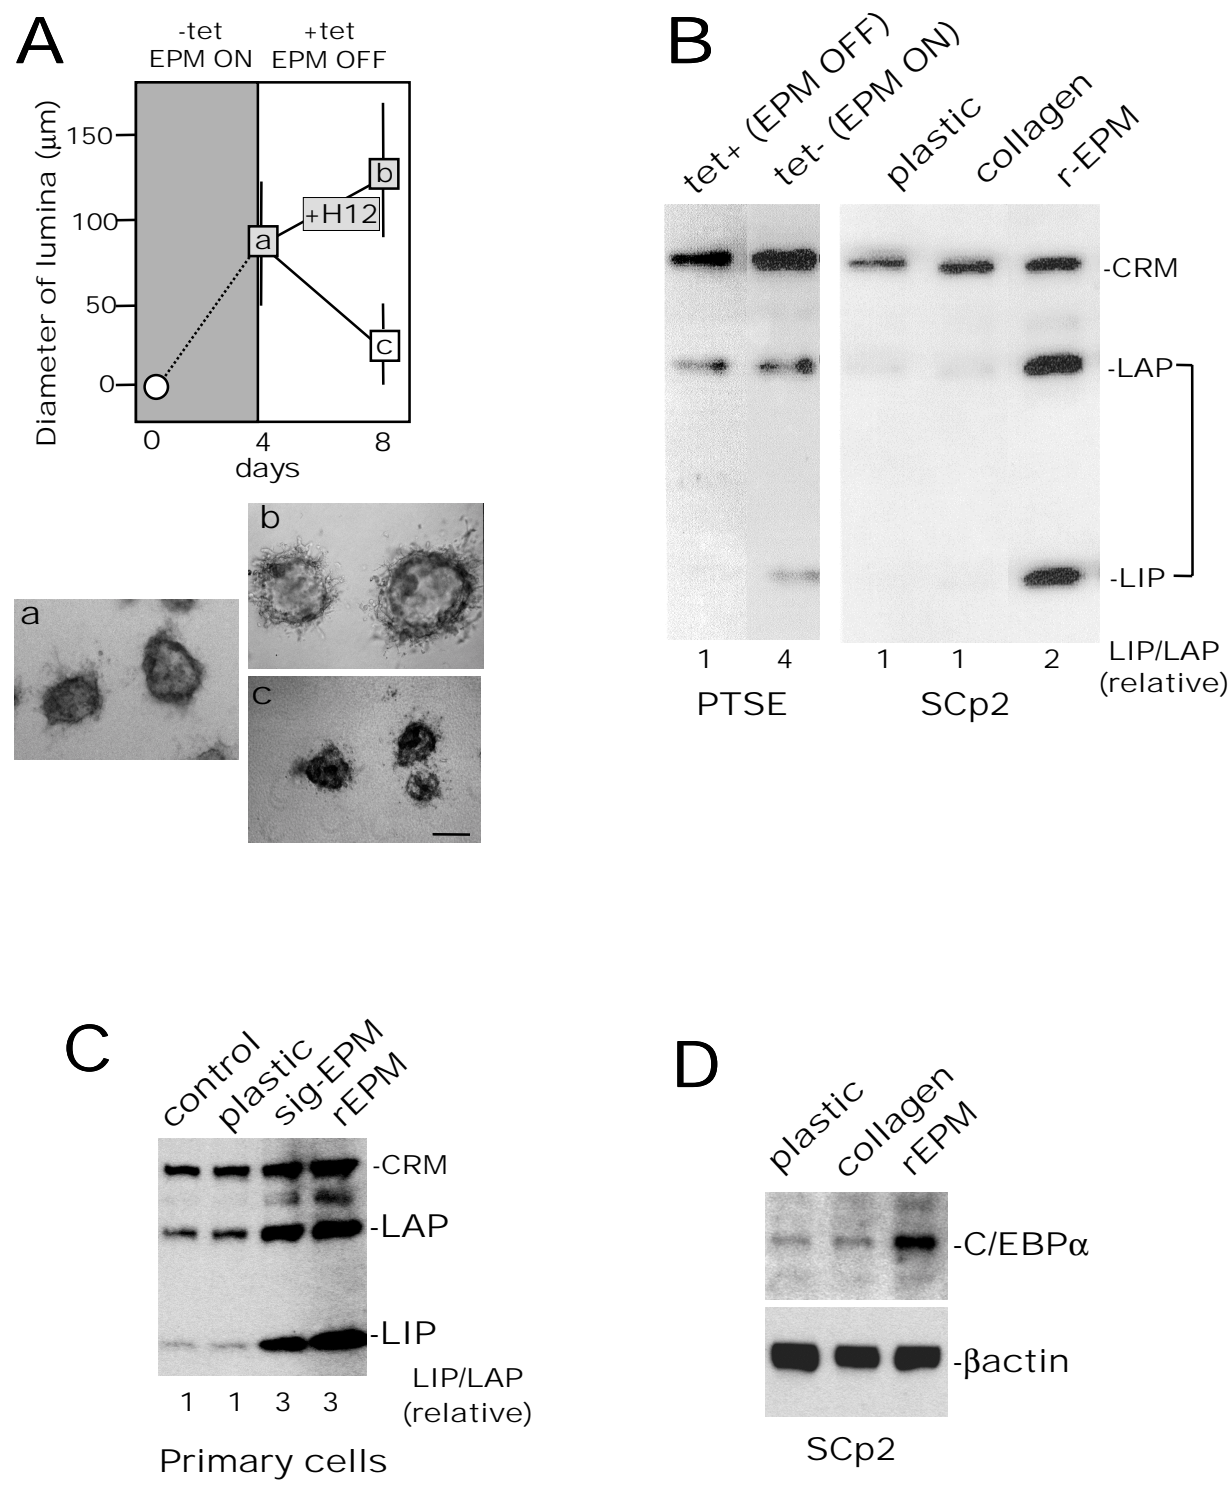 A
-tet
EPM ON
+tet
EPM OFF
Diameter of lumina (µm)
150
100
50
0
a
b
+H12
c
0
4
8
days
a
b
c
B
tet+ (EPM OFF)
tet- (EPM ON)
plastic
collagen
r-EPM
-CRM
-LAP
-LIP
1
4
1
1
2
LIP/LAP
(relative)
PTSE
SCp2
C
control
plastic
sig-EPM
rEPM
-CRM
-LAP
-LIP
LIP/LAP
(relative)
1
1
3
3
Primary cells
D
plastic
collagen
rEPM
-C/EBPα
-βactin
SCp2